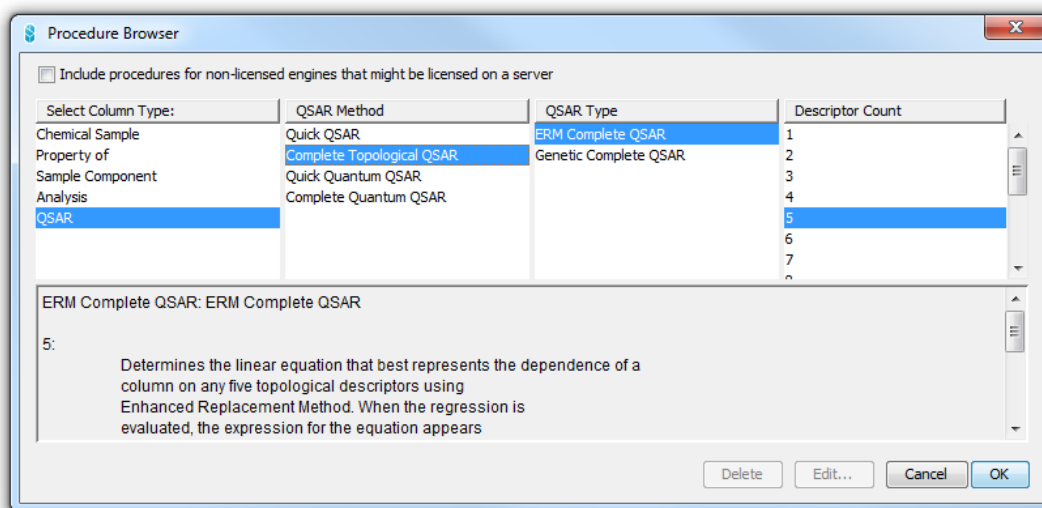 Procedure Browser
Include procedures for non-licensed engines that might be licensed on a server
Select Column Type:
Chemical Sample
Property of
Sample Component
Analysis
QSAR
QSAR Method
Quick QSAR
Complete Topological QSAR
Quick Quantum QSAR
Complete Quantum QSAR
QSAR Type
ERM Complete QSAR
Genetic Complete QSAR
Descriptor Count
1
2
3
4
5
6
7
ERM Complete QSAR: ERM Complete QSAR
5:
Determines the linear equation that best represents the dependence of a
column on any five topological descriptors using
Enhanced Replacement Method. When the regression is
evaluated, the expression for the equation appears
Delete
Edit...
Cancel
OK